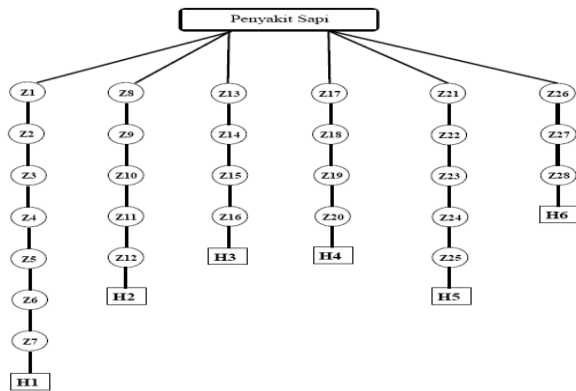 Penyakit Sapi
Z1 Z8 Z13 Z17 Z21 Z26
Z2 Z9 Z14 Z18 Z22 Z27
Z3 Z10 Z15 Z19 Z23 Z28
Z4 Z11 Z16 Z20 Z24 H6
Z5 Z12 H3 H4 Z25
Z6 H2 H5
Z7
H1